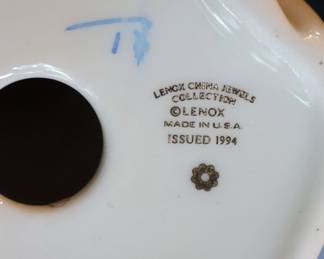 LENOX CHINA JEWELS
COLLECTION
©LENOX
MADE IN U.S.A.
ISSUED 1994